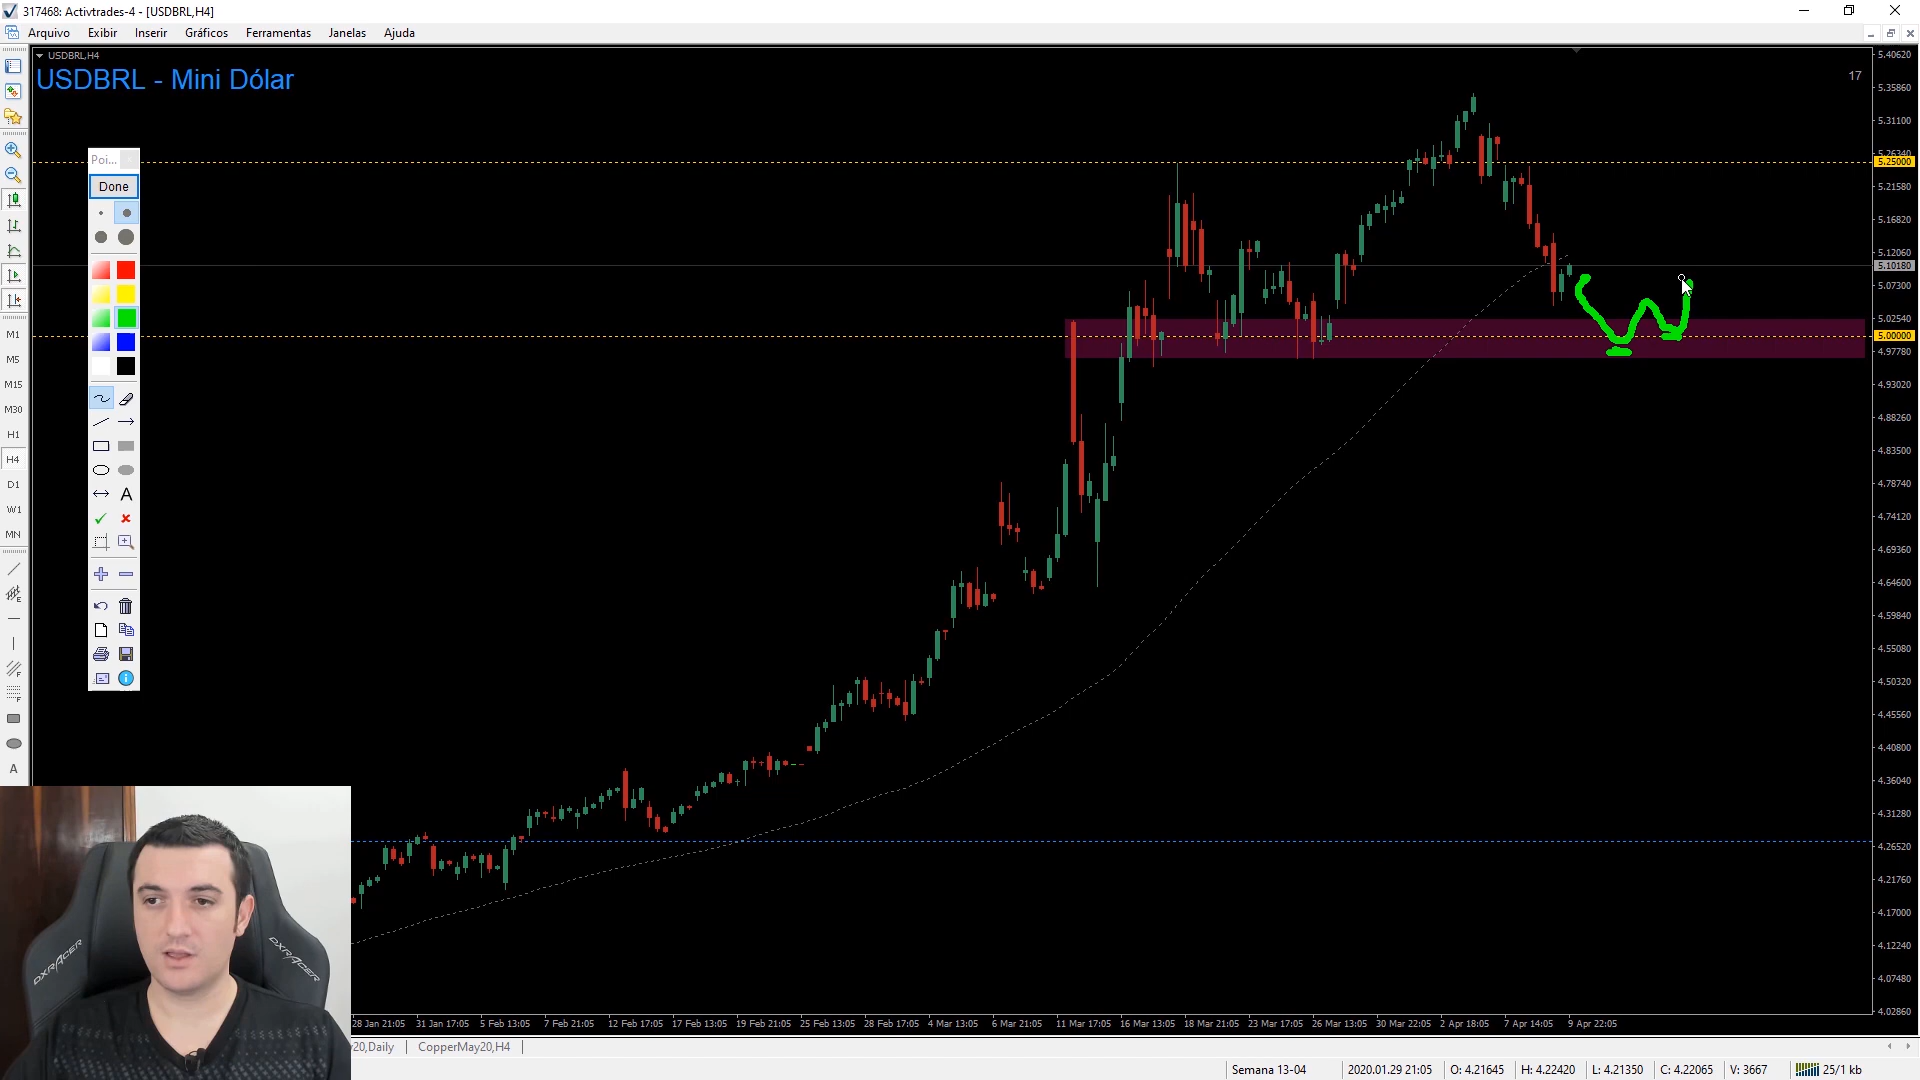 317468: Activtrades-4 - [USDBRL,H4]
Arquivo Exibir Inserir Gráficos Ferramentas Janelas Ajuda
USDBRL,H4
USDBRL - Mini Dólar
17
Poi...
Done
A
M1
M5
M15
M30
H1
H4
D1
W1
MN
E
F
F
A
5.40620
5.35860
5.31100
5.26340
5.25000
5.21580
5.16820
5.12060
5.10180
5.07300
5.02540
5.00000
4.97780
4.93020
4.88260
4.83500
4.78740
4.74120
4.69360
4.64600
4.59840
4.55080
4.50320
4.45560
4.40800
4.36040
4.31280
4.26520
4.21760
4.17000
4.12240
4.07480
4.02860
DXRACER
DXRACER
28 Jan 21:05 31 Jan 17:05 5 Feb 13:05 7 Feb 21:05 12 Feb 17:05 17 Feb 13:05 19 Feb 21:05 25 Feb 13:05 28 Feb 17:05 4 Mar 13:05 6 Mar 21:05 11 Mar 17:05 16 Mar 13:05 18 Mar 21:05 23 Mar 17:05 26 Mar 13:05 30 Mar 22:05 2 Apr 18:05 7 Apr 14:05 9 Apr 22:05
20,Daily CopperMay20,H4
Semana 13-04 2020.01.29 21:05 O: 4.21645 H: 4.22420 L: 4.21350 C: 4.22065 V: 3667 25/1 kb